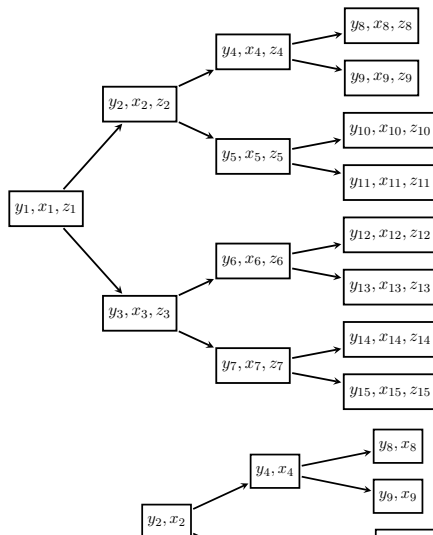 y₈, x₈, z₈
y₄, x₄, z₄
y₉, x₉, z₉
y₂, x₂, z₂
y₁₀, x₁₀, z₁₀
y₅, x₅, z₅
y₁₁, x₁₁, z₁₁
y₁, x₁, z₁
y₁₂, x₁₂, z₁₂
y₆, x₆, z₆
y₁₃, x₁₃, z₁₃
y₃, x₃, z₃
y₁₄, x₁₄, z₁₄
y₇, x₇, z₇
y₁₅, x₁₅, z₁₅
y₈, x₈
y₄, x₄
y₉, x₉
y₂, x₂